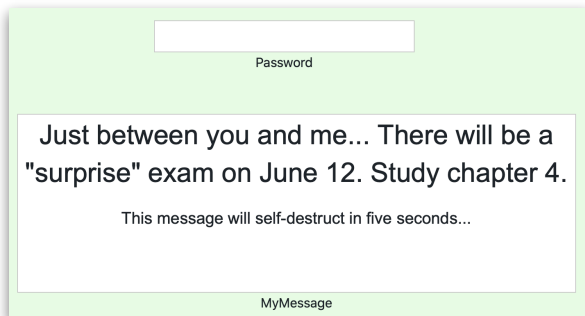 Password
Just between you and me... There will be a
"surprise" exam on June 12. Study chapter 4.
This message will self-destruct in five seconds...
MyMessage